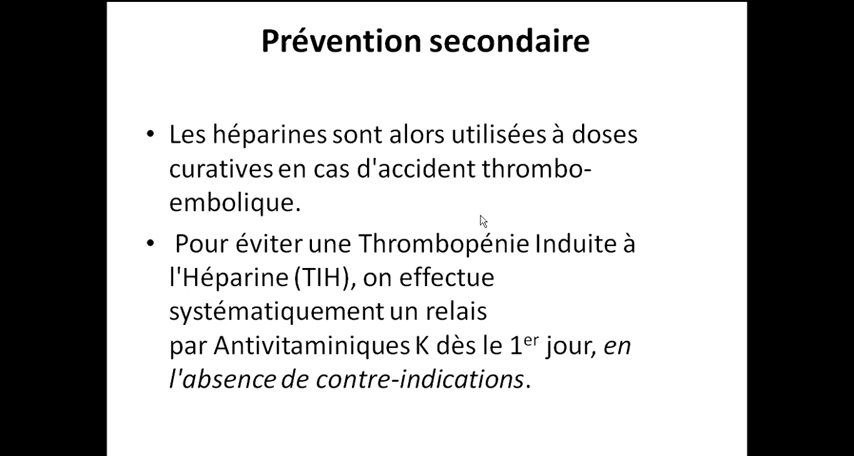 Prévention secondaire
• Les héparines sont alors utilisées à doses
curatives en cas d'accident thrombo-
embolique.
• Pour éviter une Thrombopénie Induite à
l'Héparine (TIH), on effectue
systématiquement un relais
par Antivitaminiques K dès le 1er jour, en
l'absence de contre-indications.